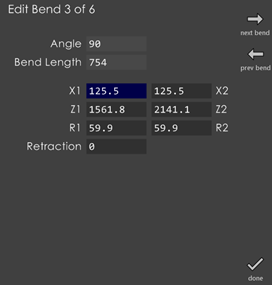 Edit Bend 3 of 6
next bend
Angle 90
prev bend
Bend Length 754
X1 125.5 125.5 X2
Z1 1561.8 2141.1 Z2
R1 59.9 59.9 R2
Retraction 0
done